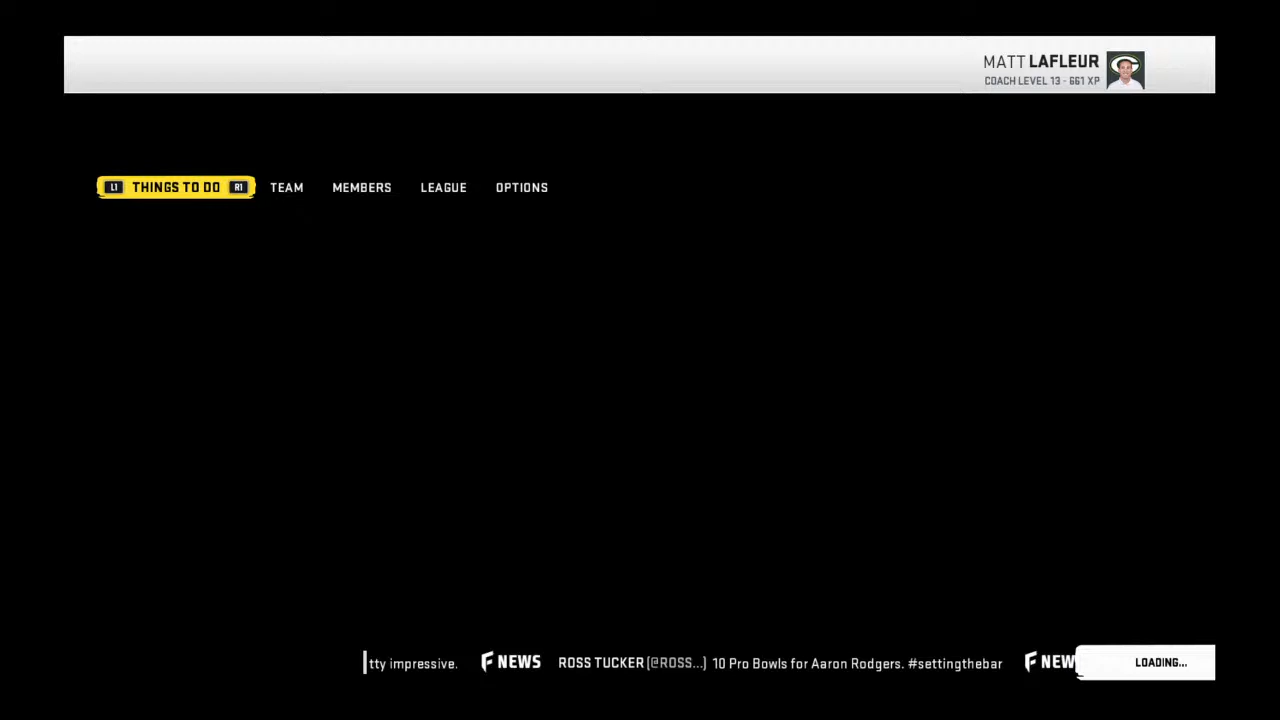 MATT LAFLEUR
COACH LEVEL 13 - 661 XP
L1 THINGS TO DO R1 TEAM MEMBERS LEAGUE OPTIONS
tty impressive. NEWS ROSS TUCKER (@ROSS...) 10 Pro Bowls for Aaron Rodgers. #settingthebar NEW LOADING...